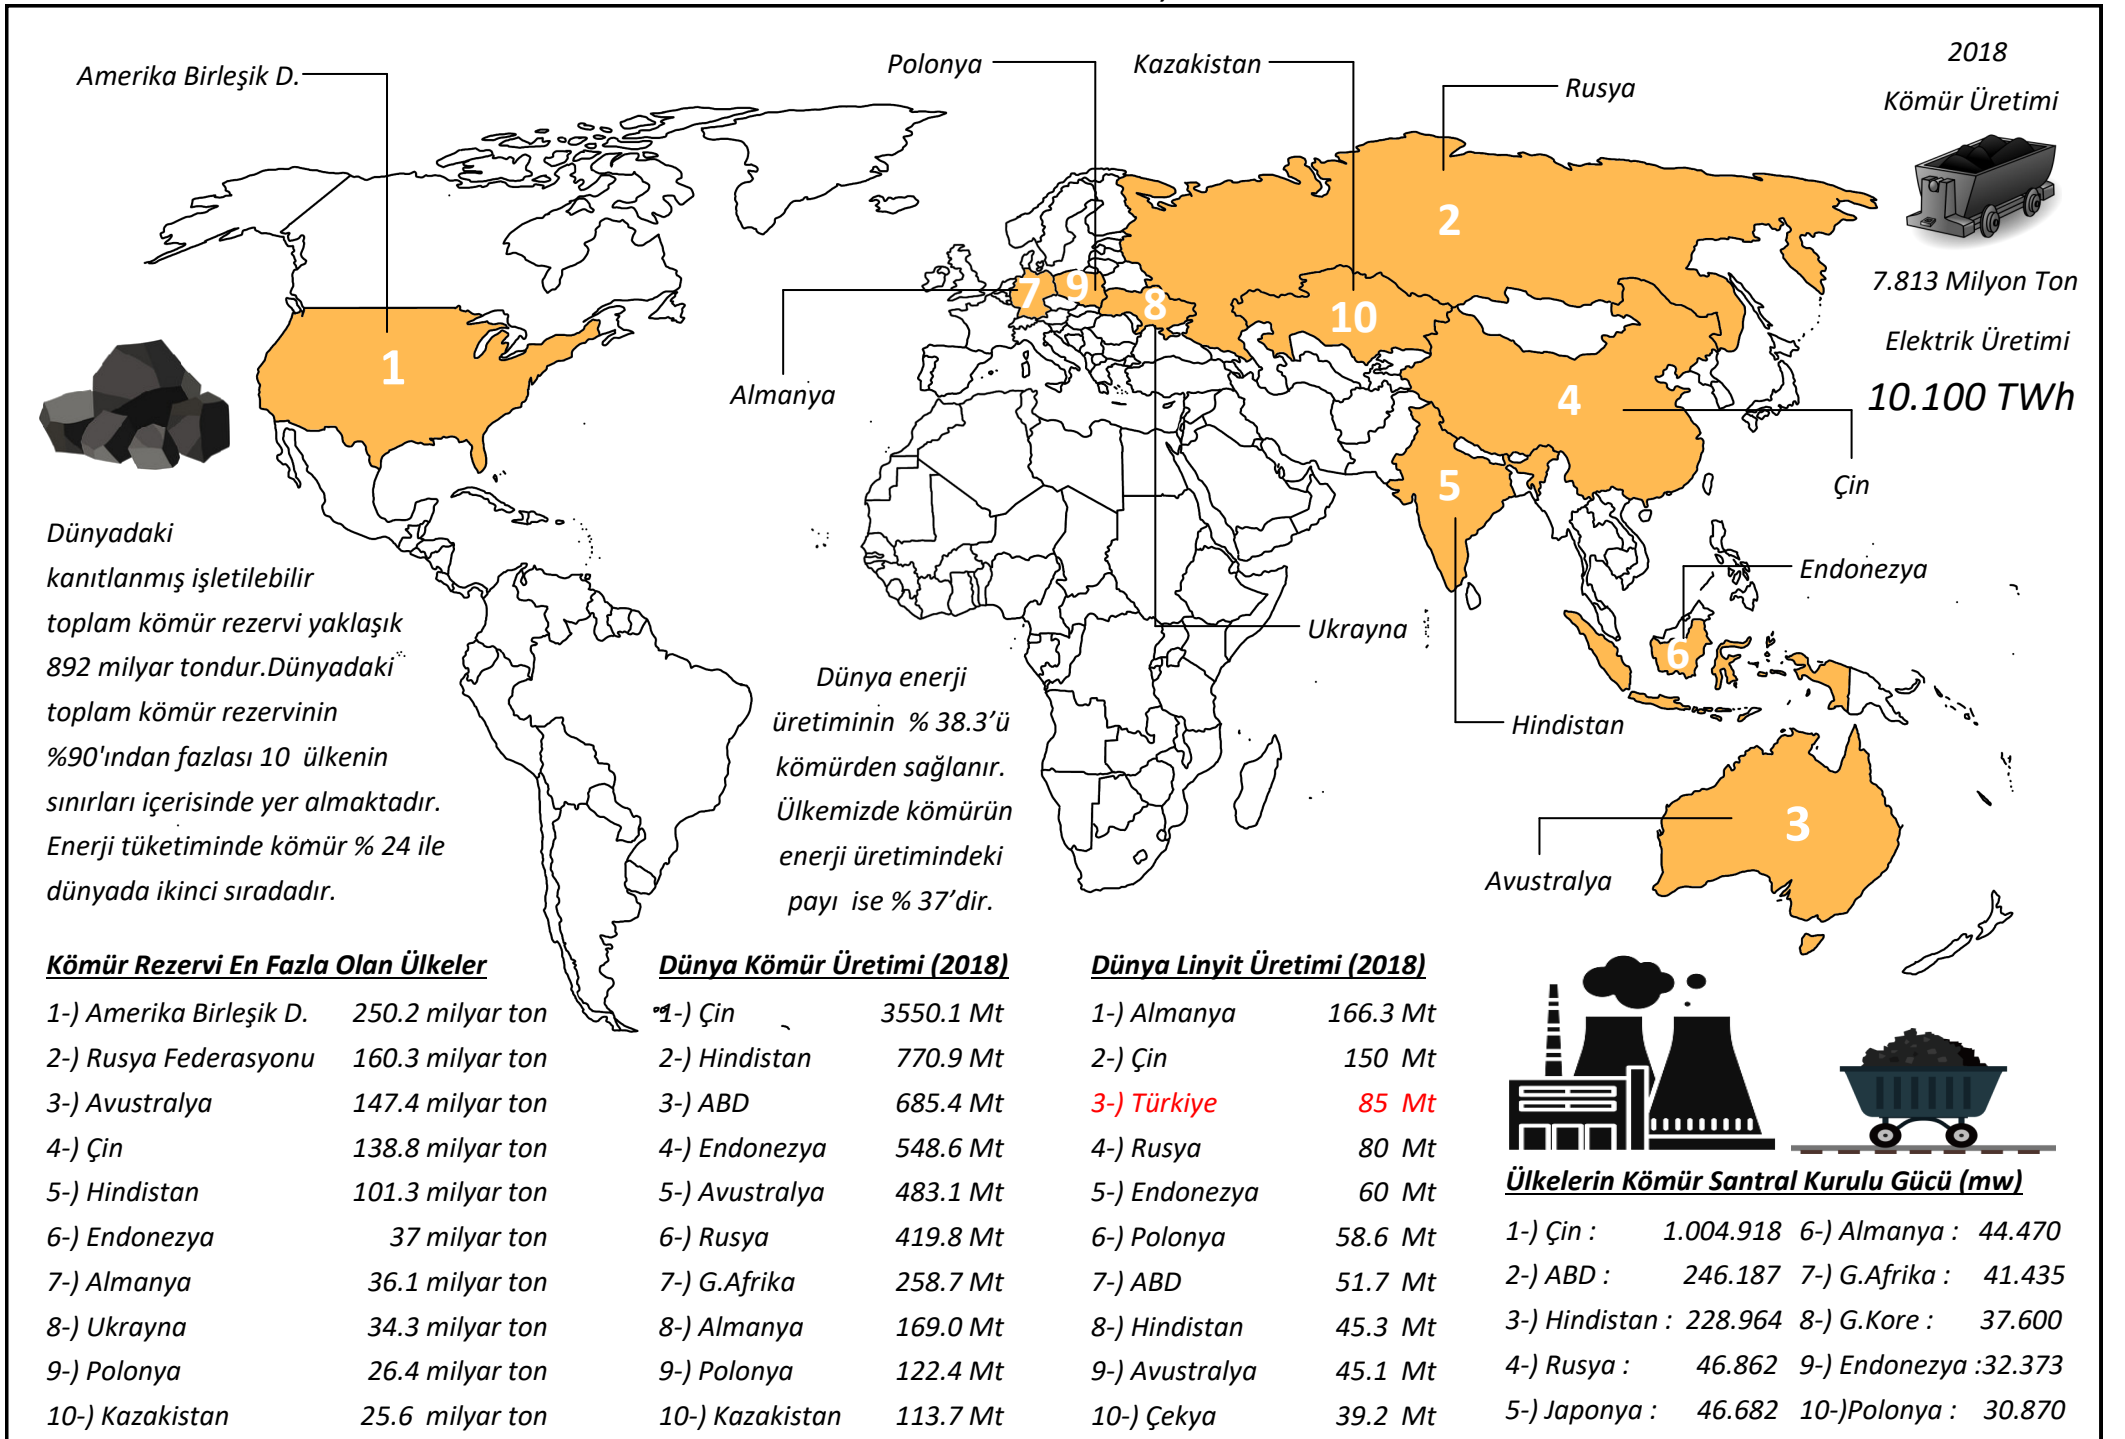 Amerika Birleşik D.
Polonya
Kazakistan
Rusya
2018
Kömür Üretimi
7.813 Milyon Ton
Elektrik Üretimi
10.100 TWh
1
2
3
4
5
6
7
8
9
10
Almanya
Çin
Endonezya
Ukrayna
Hindistan
Avustralya
Dünyadaki
kanıtlanmış işletilebilir
toplam kömür rezervi yaklaşık
892 milyar tondur.Dünyadaki
toplam kömür rezervinin
%90'ından fazlası 10 ülkenin
sınırları içerisinde yer almaktadır.
Enerji tüketiminde kömür % 24 ile
dünyada ikinci sıradadır.
Dünya enerji
üretiminin % 38.3’ü
kömürden sağlanır.
Ülkemizde kömürün
enerji üretimindeki
payı ise % 37’dir.
Kömür Rezervi En Fazla Olan Ülkeler
1-) Amerika Birleşik D. 250.2 milyar ton
2-) Rusya Federasyonu 160.3 milyar ton
3-) Avustralya 147.4 milyar ton
4-) Çin 138.8 milyar ton
5-) Hindistan 101.3 milyar ton
6-) Endonezya 37 milyar ton
7-) Almanya 36.1 milyar ton
8-) Ukrayna 34.3 milyar ton
9-) Polonya 26.4 milyar ton
10-) Kazakistan 25.6 milyar ton
Dünya Kömür Üretimi (2018)
1-) Çin 3550.1 Mt
2-) Hindistan 770.9 Mt
3-) ABD 685.4 Mt
4-) Endonezya 548.6 Mt
5-) Avustralya 483.1 Mt
6-) Rusya 419.8 Mt
7-) G.Afrika 258.7 Mt
8-) Almanya 169.0 Mt
9-) Polonya 122.4 Mt
10-) Kazakistan 113.7 Mt
Dünya Linyit Üretimi (2018)
1-) Almanya 166.3 Mt
2-) Çin 150 Mt
3-) Türkiye 85 Mt
4-) Rusya 80 Mt
5-) Endonezya 60 Mt
6-) Polonya 58.6 Mt
7-) ABD 51.7 Mt
8-) Hindistan 45.3 Mt
9-) Avustralya 45.1 Mt
10-) Çekya 39.2 Mt
Ülkelerin Kömür Santral Kurulu Gücü (mw)
1-) Çin : 1.004.918 6-) Almanya : 44.470
2-) ABD : 246.187 7-) G.Afrika : 41.435
3-) Hindistan : 228.964 8-) G.Kore : 37.600
4-) Rusya : 46.862 9-) Endonezya :32.373
5-) Japonya : 46.682 10-)Polonya : 30.870